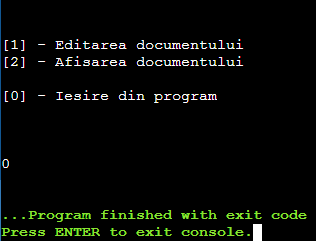 [1] - Editarea documentului
[2] - Afisarea documentului
[0] - Iesire din program
0
...Program finished with exit code
Press ENTER to exit console.